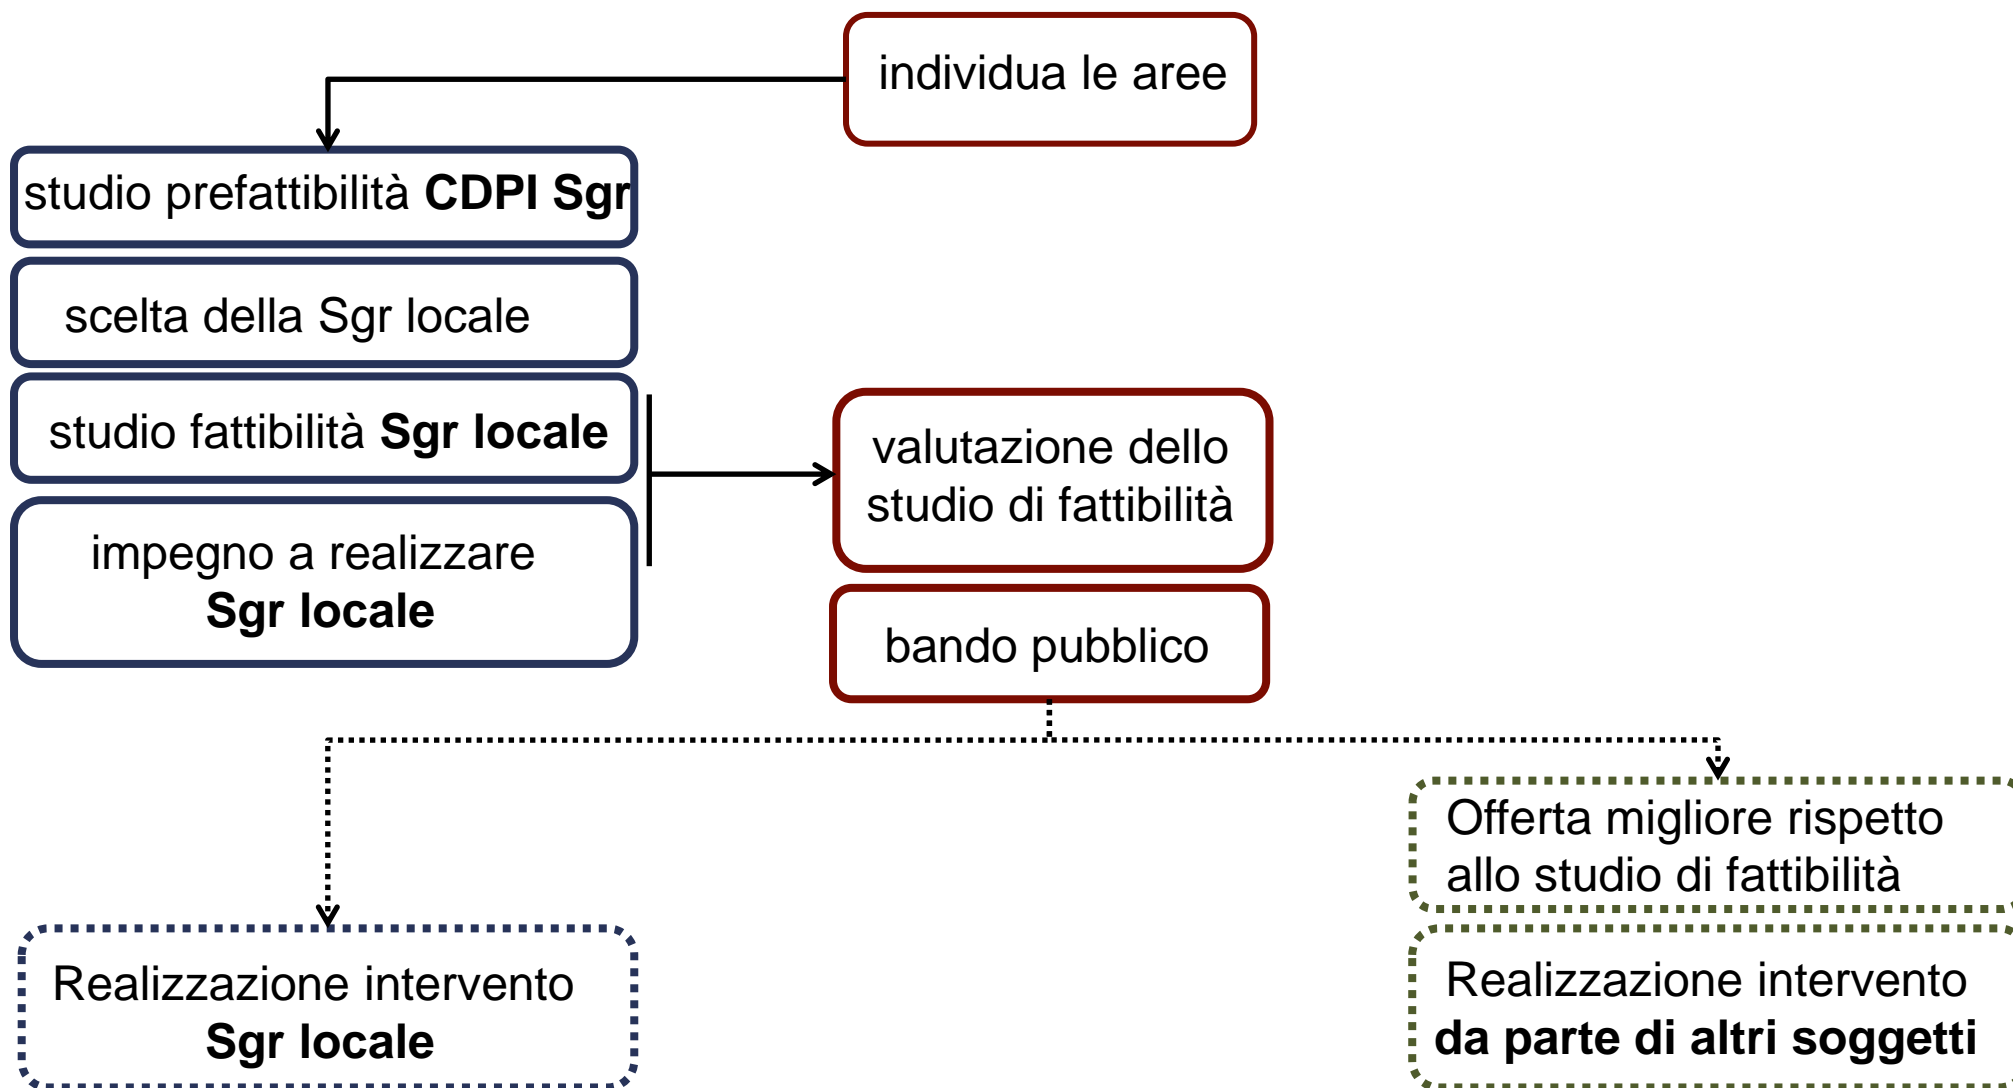 individua le aree
studio prefattibilità CDPI Sgr
scelta della Sgr locale
studio fattibilità Sgr locale
impegno a realizzare
Sgr locale
valutazione dello
studio di fattibilità
bando pubblico
Offerta migliore rispetto
allo studio di fattibilità
Realizzazione intervento
Sgr locale
Realizzazione intervento
da parte di altri soggetti